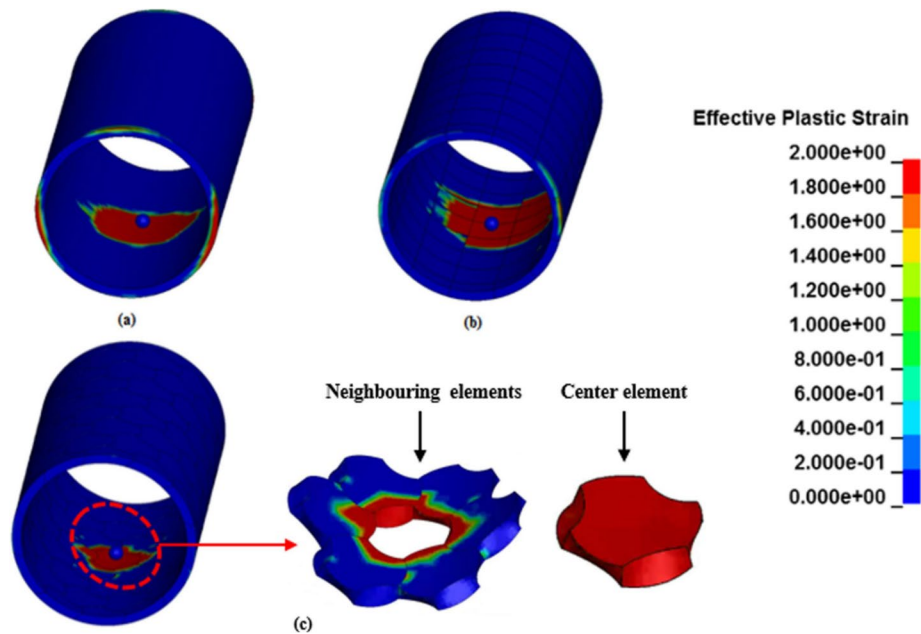 (a)
(b)
Effective Plastic Strain
2.000e+00
1.800e+00
1.600e+00
1.400e+00
1.200e+00
1.000e+00
8.000e-01
6.000e-01
4.000e-01
2.000e-01
0.000e+00
Neighbouring elements
Center element
(c)